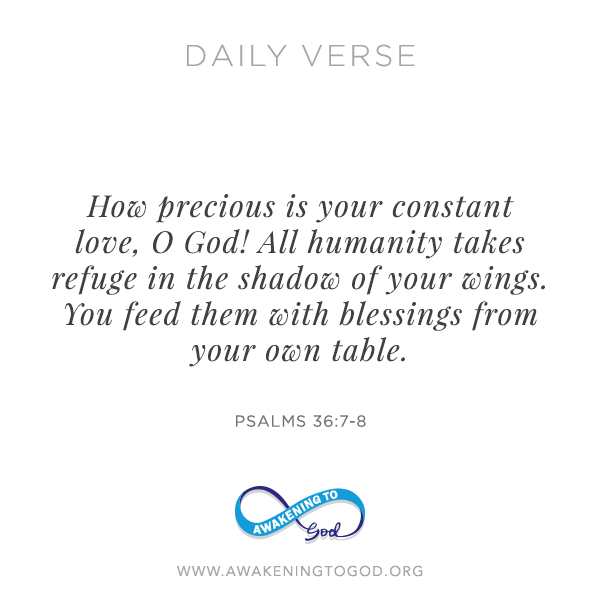 DAILY VERSE
How precious is your constant
love, O God! All humanity takes
refuge in the shadow of your wings.
You feed them with blessings from
your own table.
PSALMS 36:7-8
AWAKENING TO
God
WWW.AWAKENINGTOGOD.ORG